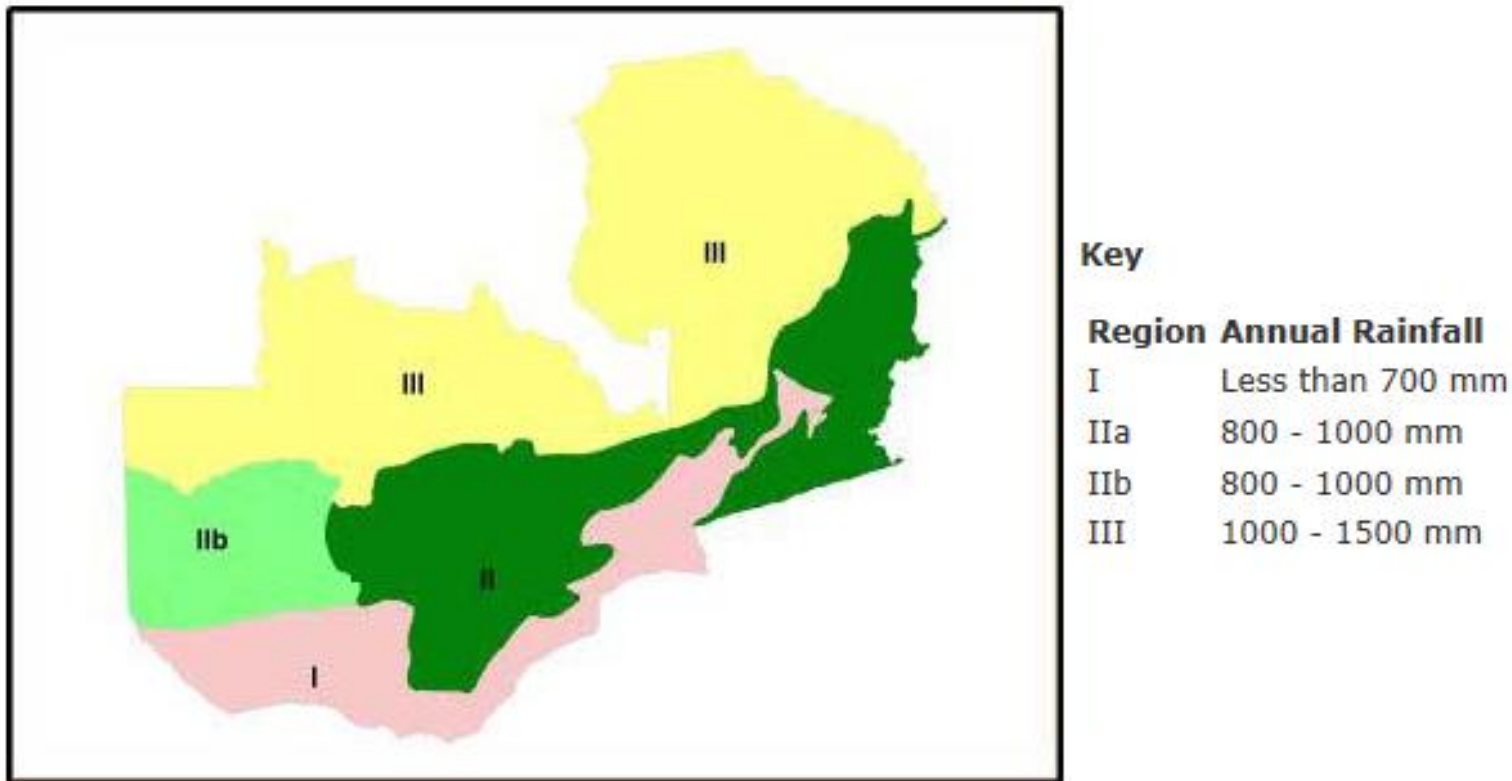 III
III
IIb
II
I
Key
Region Annual Rainfall
I Less than 700 mm
IIa 800 - 1000 mm
IIb 800 - 1000 mm
III 1000 - 1500 mm